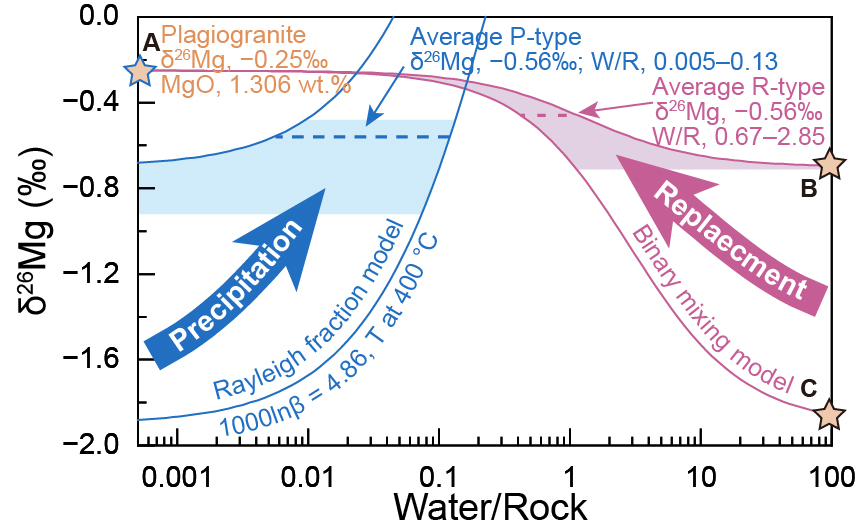 0.0
−0.4
−0.8
−1.2
−1.6
−2.0
δ²⁶Mg (‰)
A
Plagiogranite
δ²⁶Mg, −0.25‰
MgO, 1.306 wt.%
Average P-type
δ²⁶Mg, −0.56‰; W/R, 0.005–0.13
Average R-type
δ²⁶Mg, −0.56‰
W/R, 0.67–2.85
B
Precipitation
Replaecment
Rayleigh fraction model
1000lnβ = 4.86, T at 400 °C
Binary mixing model
C
0.001
0.01
0.1
1
10
100
Water/Rock